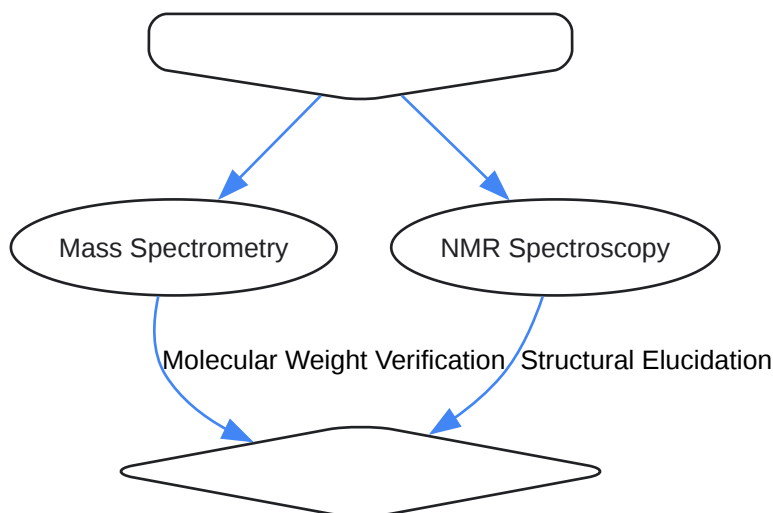 Mass Spectrometry
NMR Spectroscopy
Molecular Weight Verification
Structural Elucidation